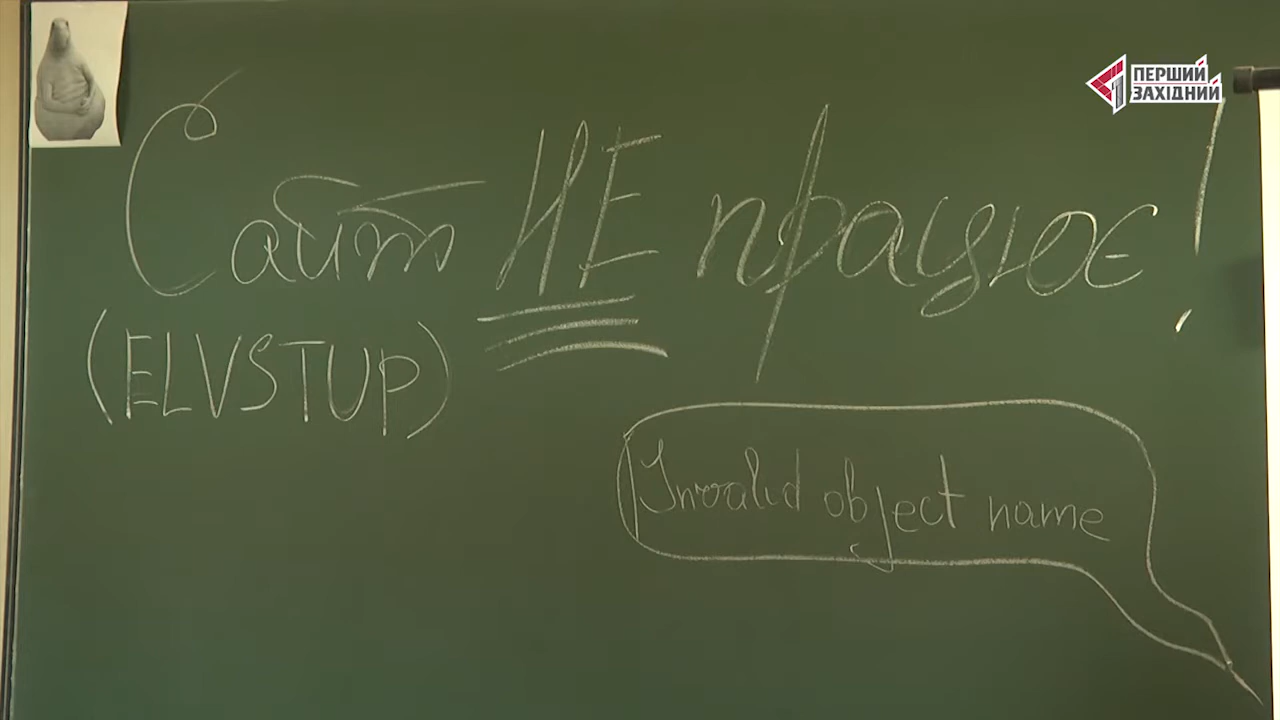 ПЕРШИЙ
ЗАХІДНИЙ
Сайт НЕ працює!
(ELVSTUP)
Invalid object name